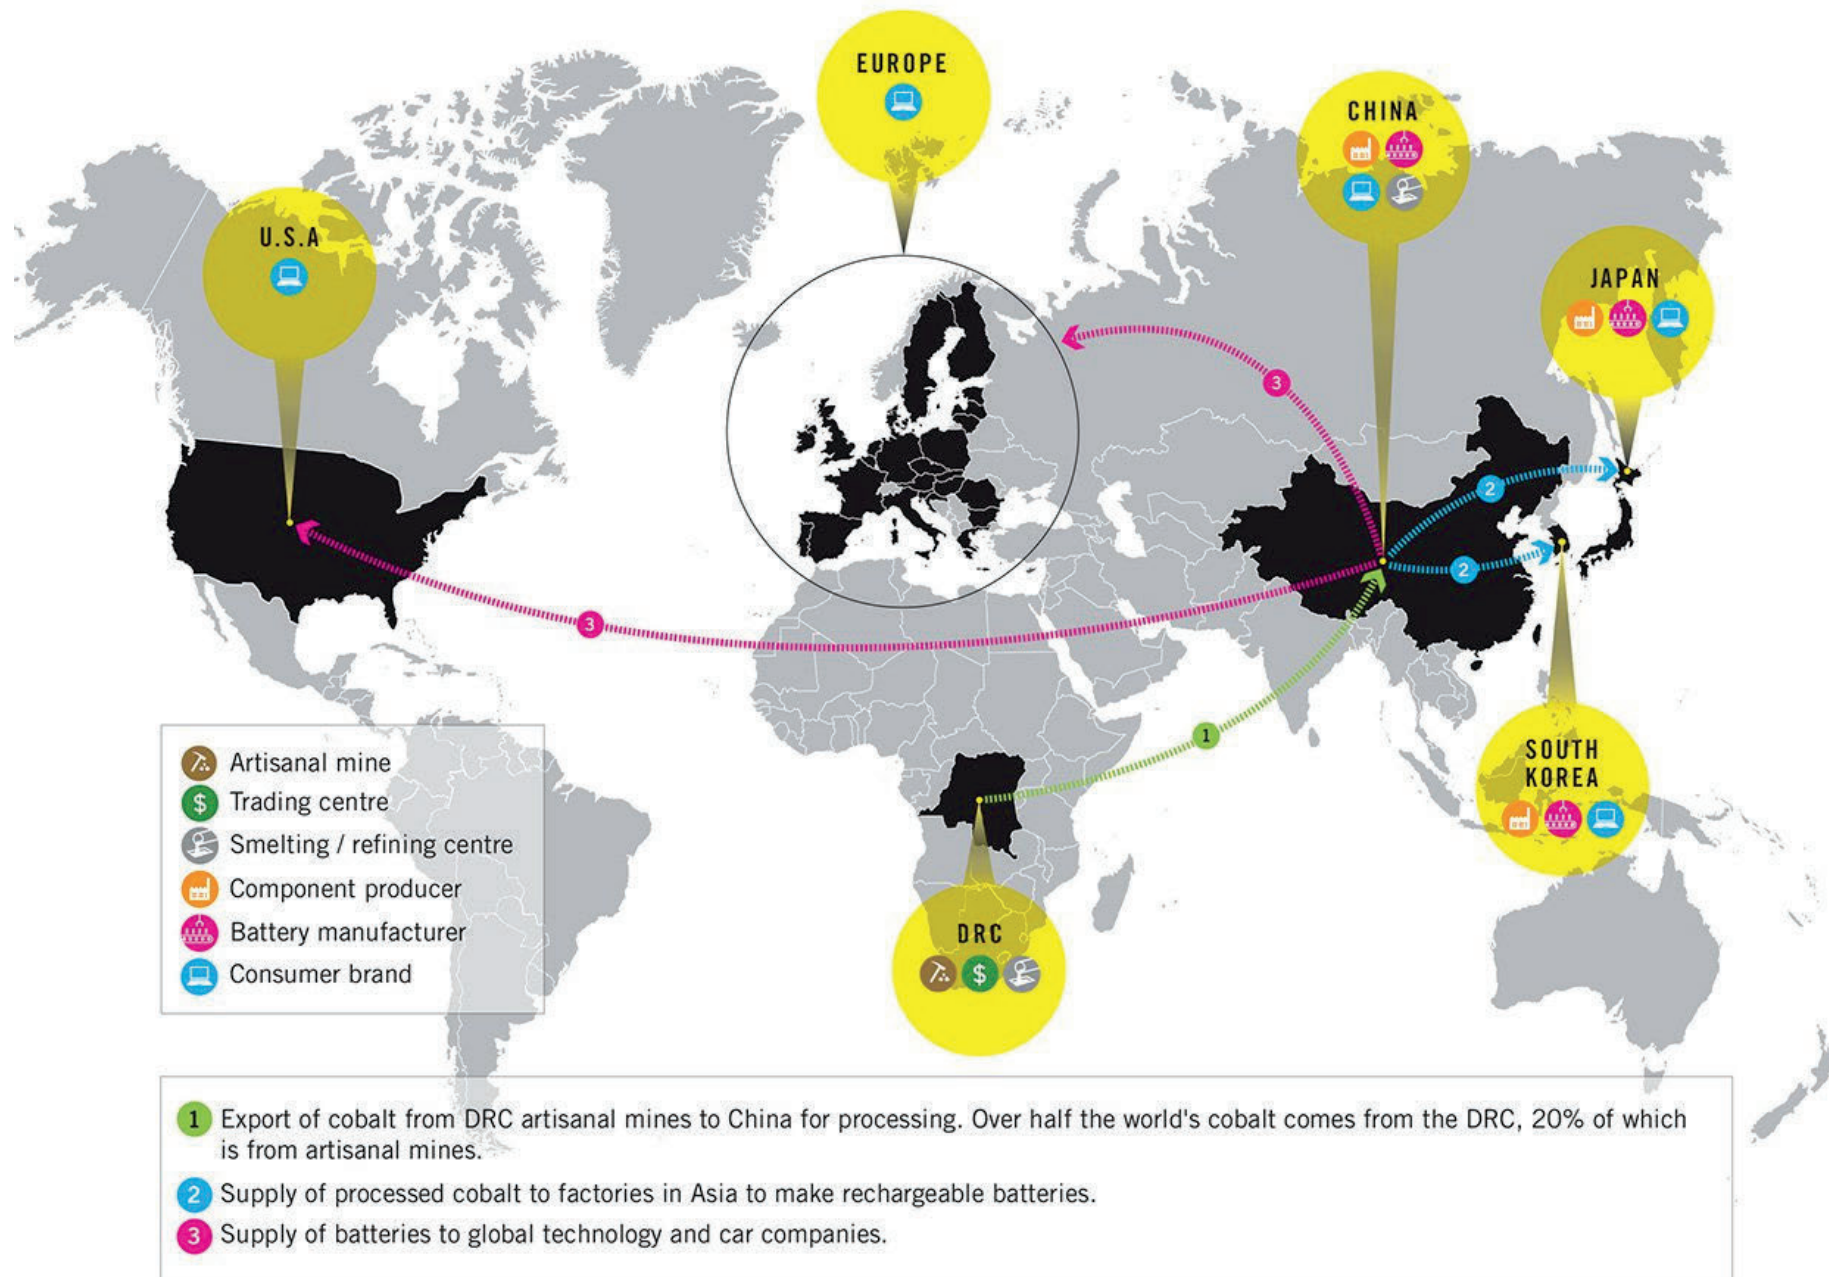 EUROPE
CHINA
U.S.A
JAPAN
3
2
2
3
1
SOUTH
KOREA
DRC
$
Artisanal mine
$ Trading centre
Smelting / refining centre
Component producer
Battery manufacturer
Consumer brand
1 Export of cobalt from DRC artisanal mines to China for processing. Over half the world's cobalt comes from the DRC, 20% of which
is from artisanal mines.
2 Supply of processed cobalt to factories in Asia to make rechargeable batteries.
3 Supply of batteries to global technology and car companies.